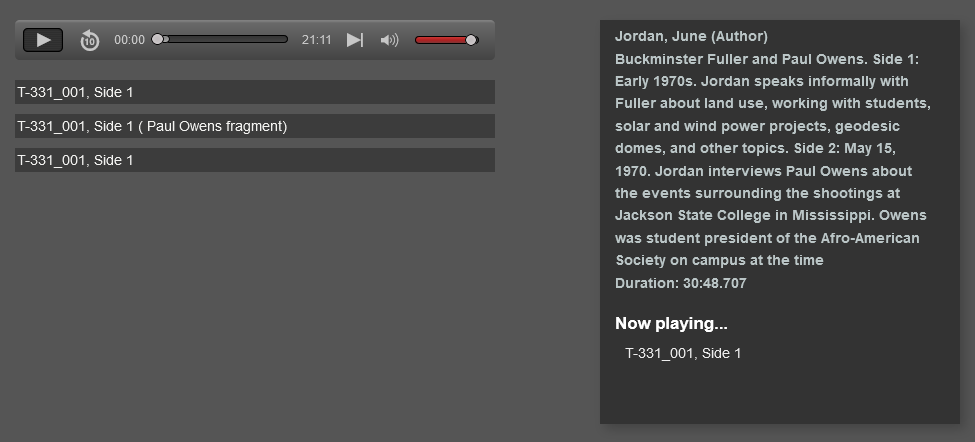 10
00:00
21:11
T-331_001, Side 1
T-331_001, Side 1 ( Paul Owens fragment)
T-331_001, Side 1
Jordan, June (Author)
Buckminster Fuller and Paul Owens. Side 1:
Early 1970s. Jordan speaks informally with
Fuller about land use, working with students,
solar and wind power projects, geodesic
domes, and other topics. Side 2: May 15,
1970. Jordan interviews Paul Owens about
the events surrounding the shootings at
Jackson State College in Mississippi. Owens
was student president of the Afro-American
Society on campus at the time
Duration: 30:48.707
Now playing...
T-331_001, Side 1